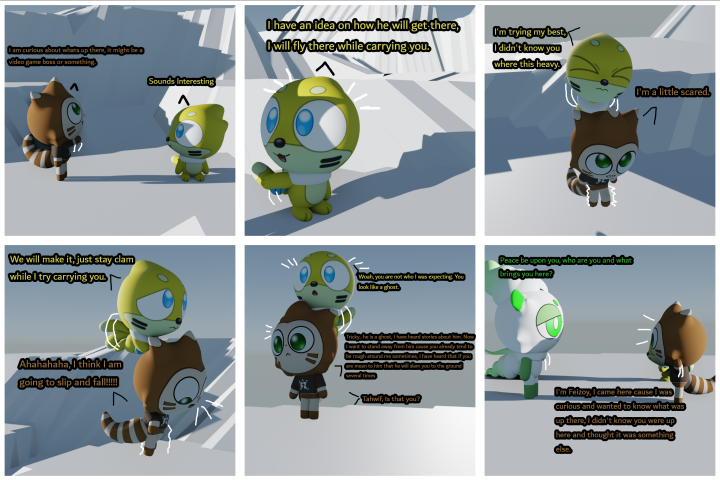 I am curious about whats up there, it might be a
video game boss or something.
Sounds Interesting
I have an idea on how he will get there,
I will fly there while carrying you.
I'm trying my best,
I didn't know you
where this heavy.
I'm a little scared.
We will make it, just stay clam
while I try carrying you.
Ahahahaha, I think I am
going to slip and fall!!!!!
Woah, you are not who I was expecting. You
look like a ghost.
Tricky, he is a ghost, I have heard stories about him. Now
I want to stand away from him cause you already tend to
be rough around me sometimes. I have heard that if you
are mean to him that he will slam you to the ground
several times
Tahwif, Is that you?
Peace be upon you, who are you and what
brings you here?
I'm Feizoy, I came here cause I was
curious and wanted to know what was
up there, I didn't know you were up
here and thought it was something
else.